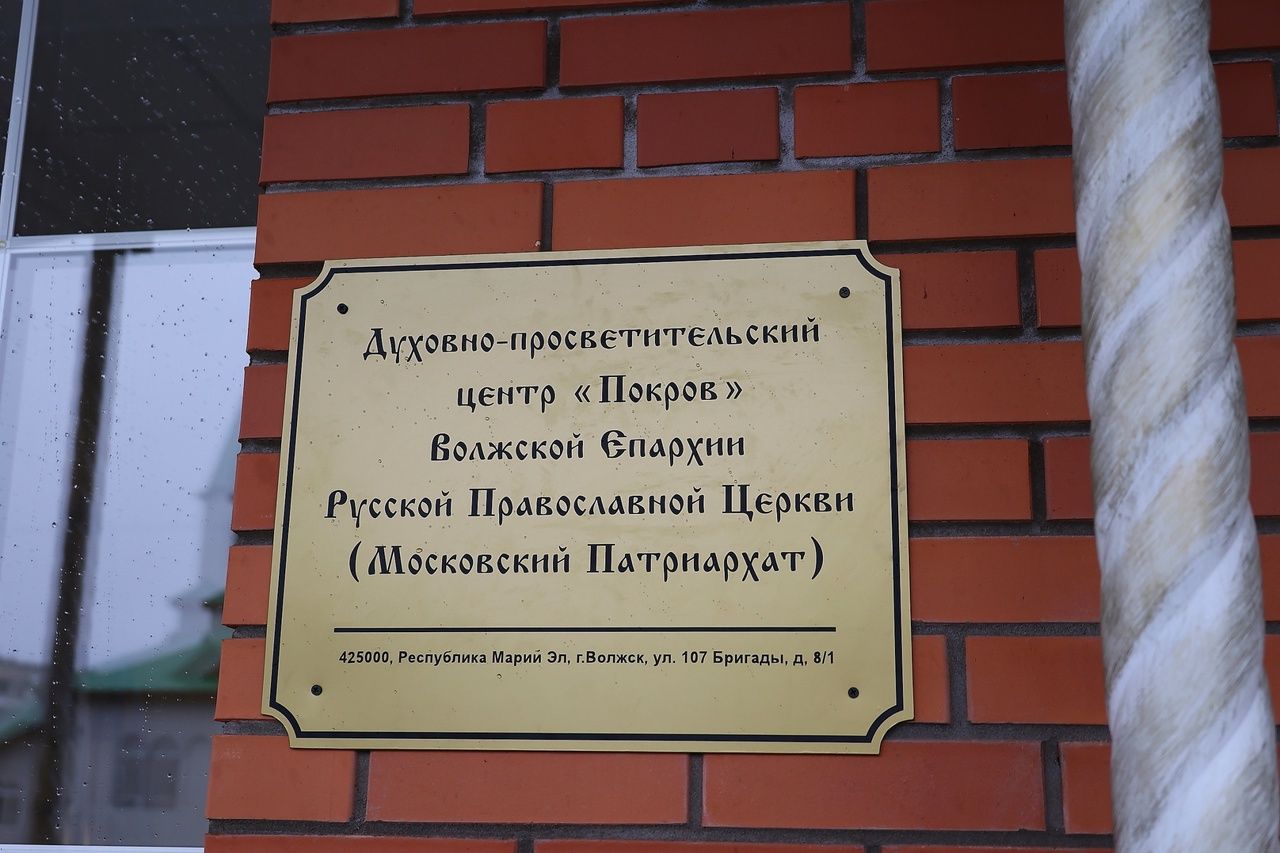 Духовно-просветительский
центр «Покров»
Волжской Епархии
Русской Православной Церкви
(Московский Патриархат)
425000, Республика Марий Эл, г.Волжск, ул. 107 Бригады, д, 8/1